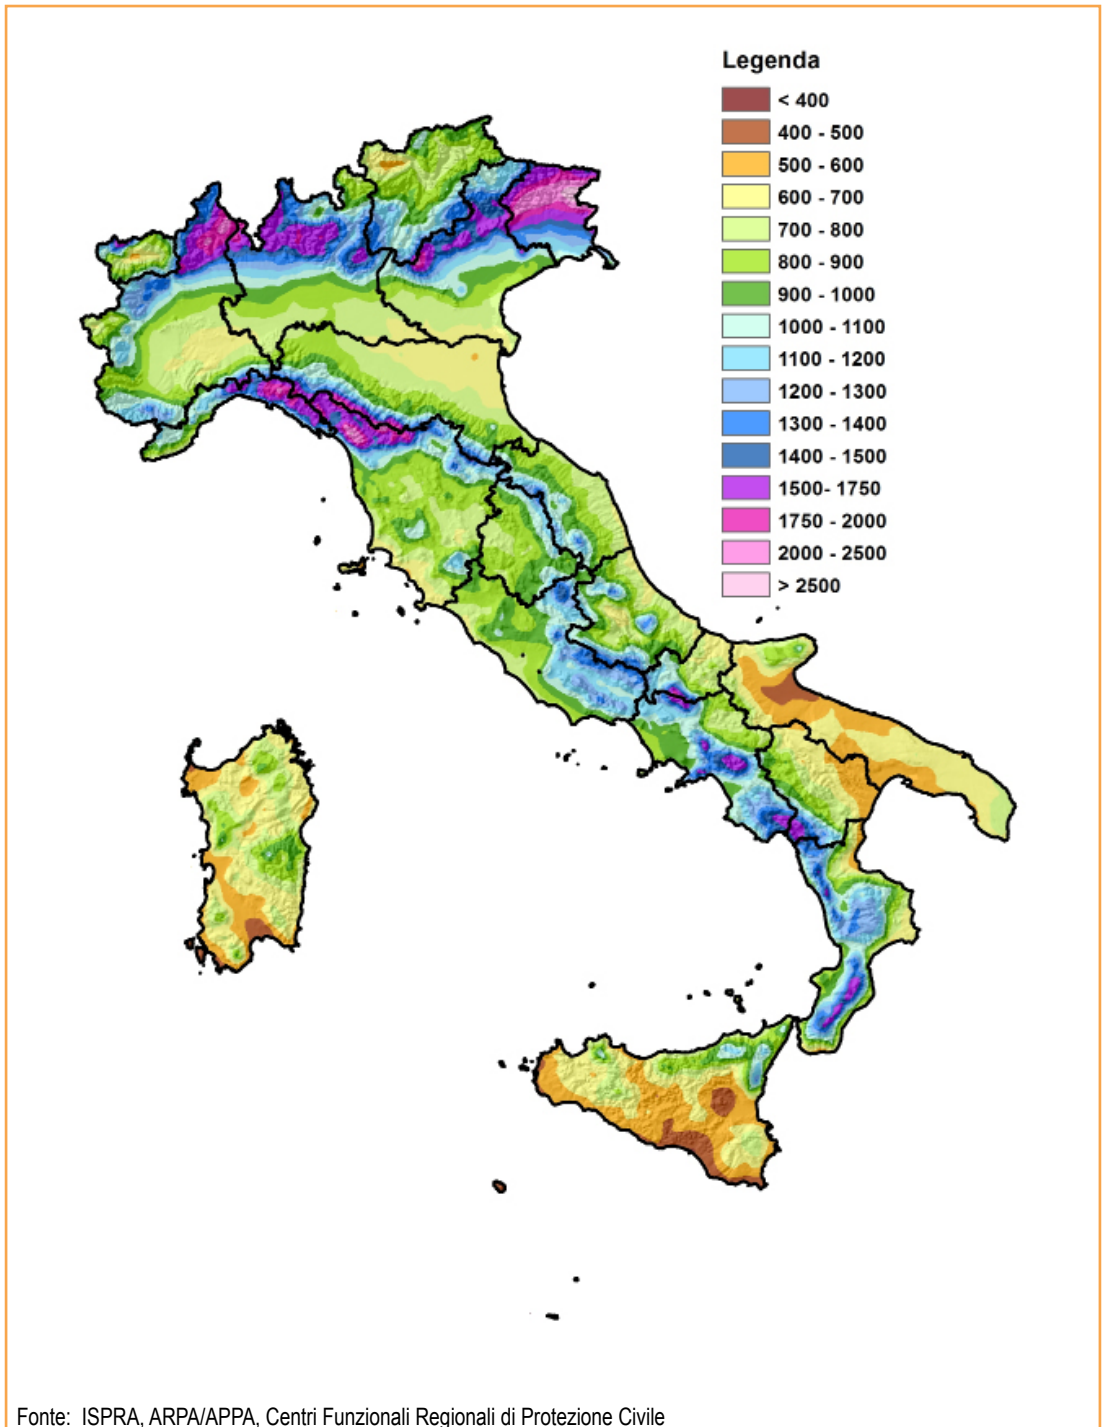 Legenda
< 400
400 - 500
500 - 600
600 - 700
700 - 800
800 - 900
900 - 1000
1000 - 1100
1100 - 1200
1200 - 1300
1300 - 1400
1400 - 1500
1500- 1750
1750 - 2000
2000 - 2500
> 2500
Fonte: ISPRA, ARPA/APPA, Centri Funzionali Regionali di Protezione Civile